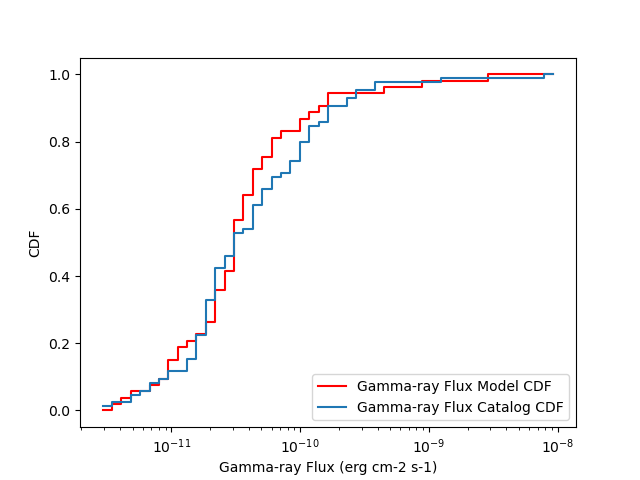 1.0
0.8
0.6
0.4
0.2
0.0
CDF
10⁻¹¹
10⁻¹⁰
10⁻⁹
10⁻⁸
Gamma-ray Flux (erg cm-2 s-1)
Gamma-ray Flux Model CDF
Gamma-ray Flux Catalog CDF